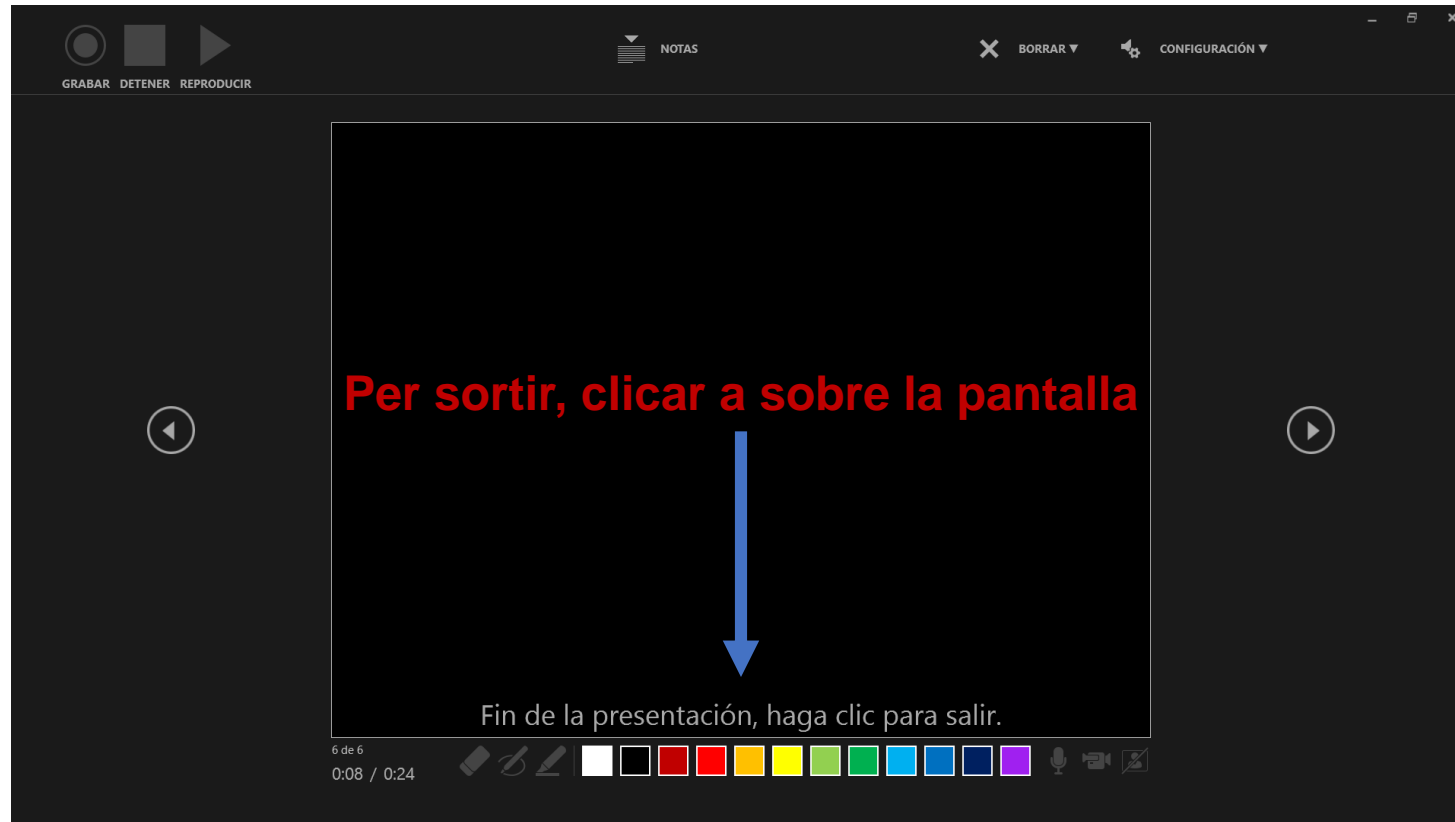 GRABAR DETENER REPRODUCIR
NOTAS
BORRAR
CONFIGURACIÓN
Per sortir, clicar a sobre la pantalla
Fin de la presentación, haga clic para salir.
6 de 6
0:08 / 0:24